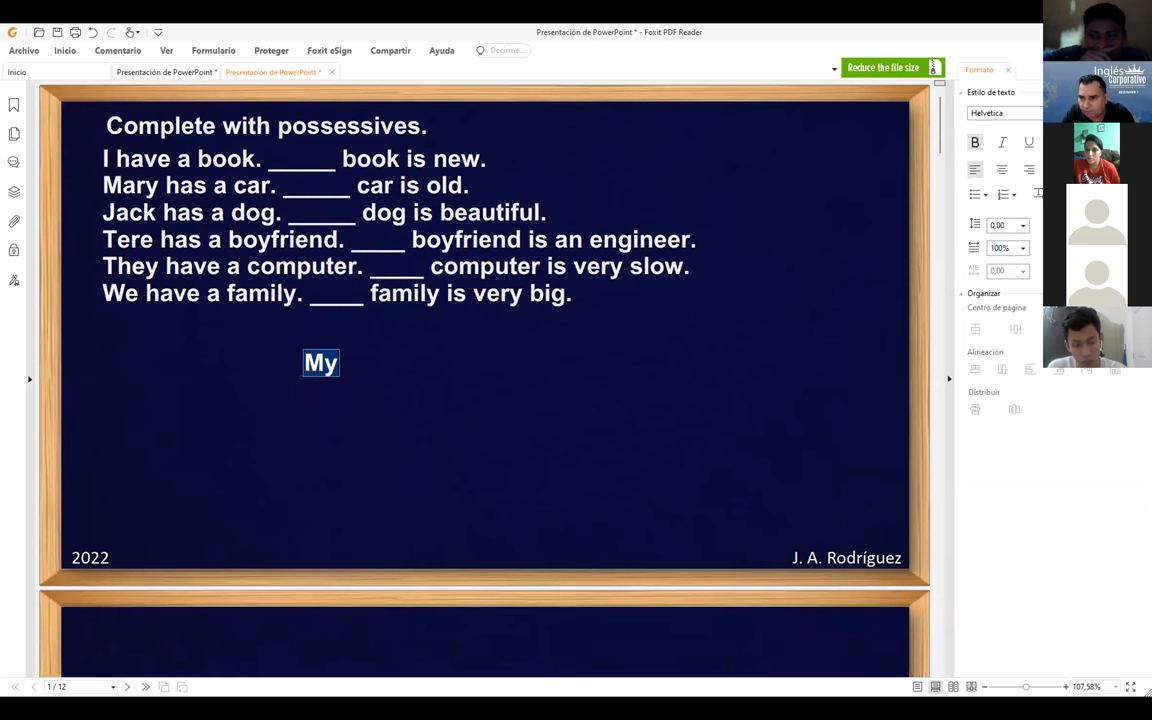 Presentación de PowerPoint * - Foxit PDF Reader
Archivo Inicio Comentario Ver Formulario Proteger Foxit eSign Compartir Ayuda Decirme...
Inicio Presentación de PowerPoint * Presentación de PowerPoint * Reduce the file size
Formato
Estilo de texto
Helvetica
B I U
0,00
100%
0,00
Organizar
Centro de página
Alineación
Distribuir
Inglés
Corporativo
Complete with possessives.
I have a book. _____ book is new.
Mary has a car. _____ car is old.
Jack has a dog. _____ dog is beautiful.
Tere has a boyfriend. ____ boyfriend is an engineer.
They have a computer. ____ computer is very slow.
We have a family. ____ family is very big.
My
2022 J. A. Rodríguez
1 / 12 107,58%